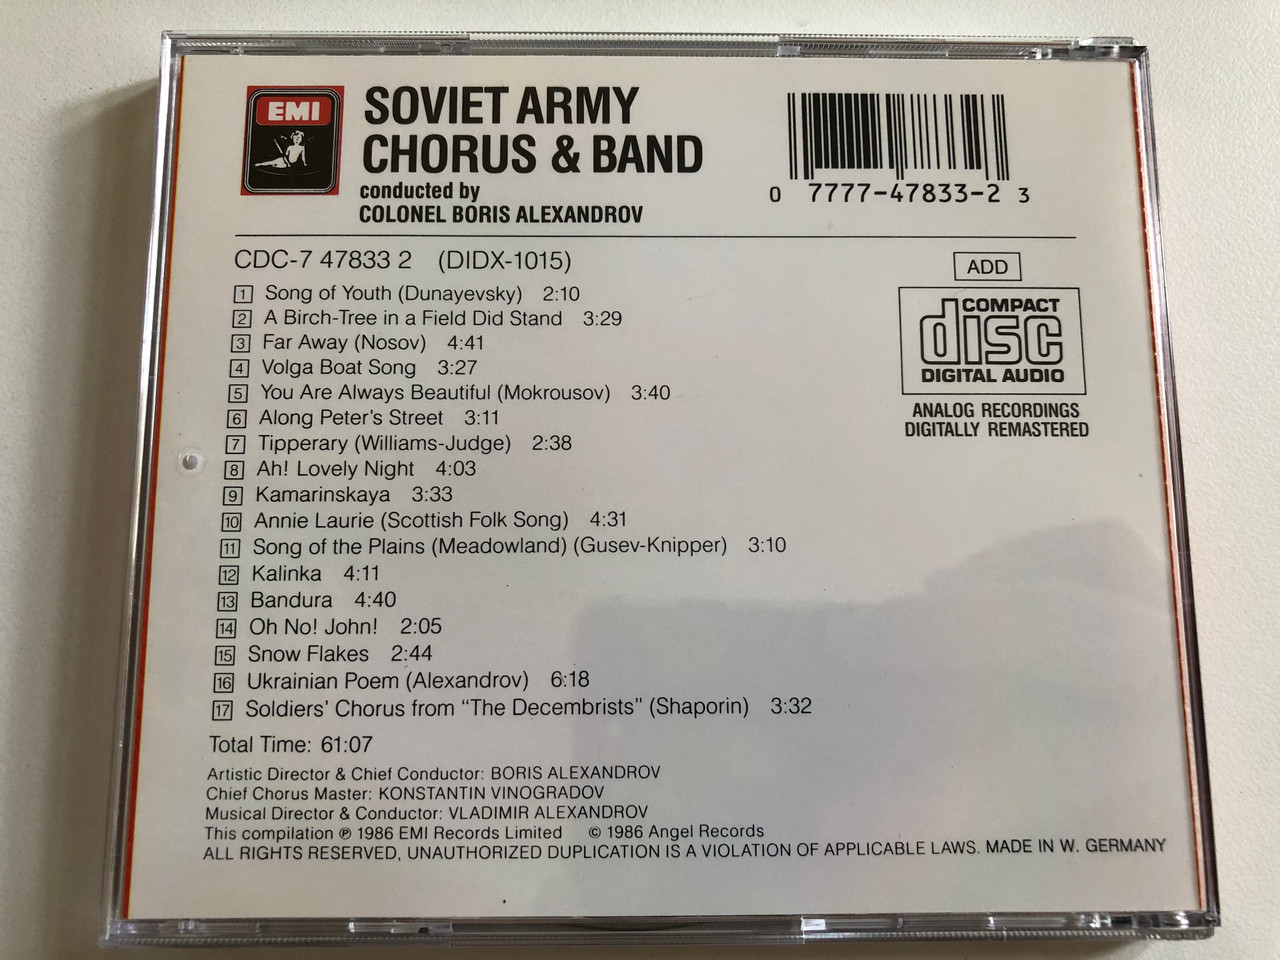 EMI
SOVIET ARMY
CHORUS & BAND
conducted by
COLONEL BORIS ALEXANDROV
0 7777-47833-2 3
CDC-7 47833 2 (DIDX-1015)
1 Song of Youth (Dunayevsky) 2:10
2 A Birch-Tree in a Field Did Stand 3:29
3 Far Away (Nosov) 4:41
4 Volga Boat Song 3:27
5 You Are Always Beautiful (Mokrousov) 3:40
6 Along Peter's Street 3:11
7 Tipperary (Williams-Judge) 2:38
8 Ah! Lovely Night 4:03
9 Kamarinskaya 3:33
10 Annie Laurie (Scottish Folk Song) 4:31
11 Song of the Plains (Meadowland) (Gusev-Knipper) 3:10
12 Kalinka 4:11
13 Bandura 4:40
14 Oh No! John! 2:05
15 Snow Flakes 2:44
16 Ukrainian Poem (Alexandrov) 6:18
17 Soldiers' Chorus from "The Decembrists" (Shaporin) 3:32
Total Time: 61:07
ADD
COMPACT
disc
DIGITAL AUDIO
ANALOG RECORDINGS
DIGITALLY REMASTERED
Artistic Director & Chief Conductor: BORIS ALEXANDROV
Chief Chorus Master: KONSTANTIN VINOGRADOV
Musical Director & Conductor: VLADIMIR ALEXANDROV
This compilation ℗ 1986 EMI Records Limited © 1986 Angel Records
ALL RIGHTS RESERVED, UNAUTHORIZED DUPLICATION IS A VIOLATION OF APPLICABLE LAWS. MADE IN W. GERMANY